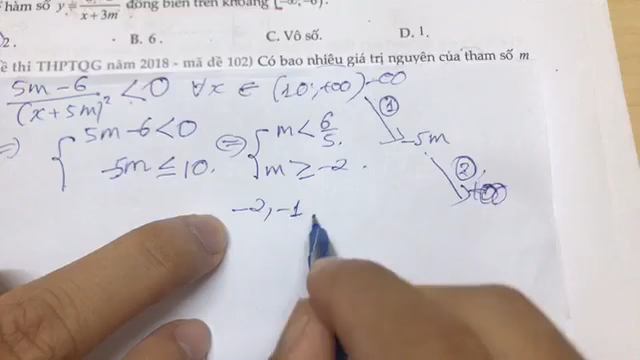 hàm số y = /(x + 3m) đồng biến trên khoảng (-∞; -6)
2. B. 6. C. Vô số. D. 1.
ề thi THPTQG năm 2018 - mã đề 102) Có bao nhiêu giá trị nguyên của tham số m
(5m - 6)/(x + 5m)² < 0 ∀x ∈ (10; +∞) -∞
①
⇒) { 5m - 6 < 0 ⇔ { m < 6/5. -5m
-5m ≤ 10. m ≥ -2. ②
+∞
-2, -1